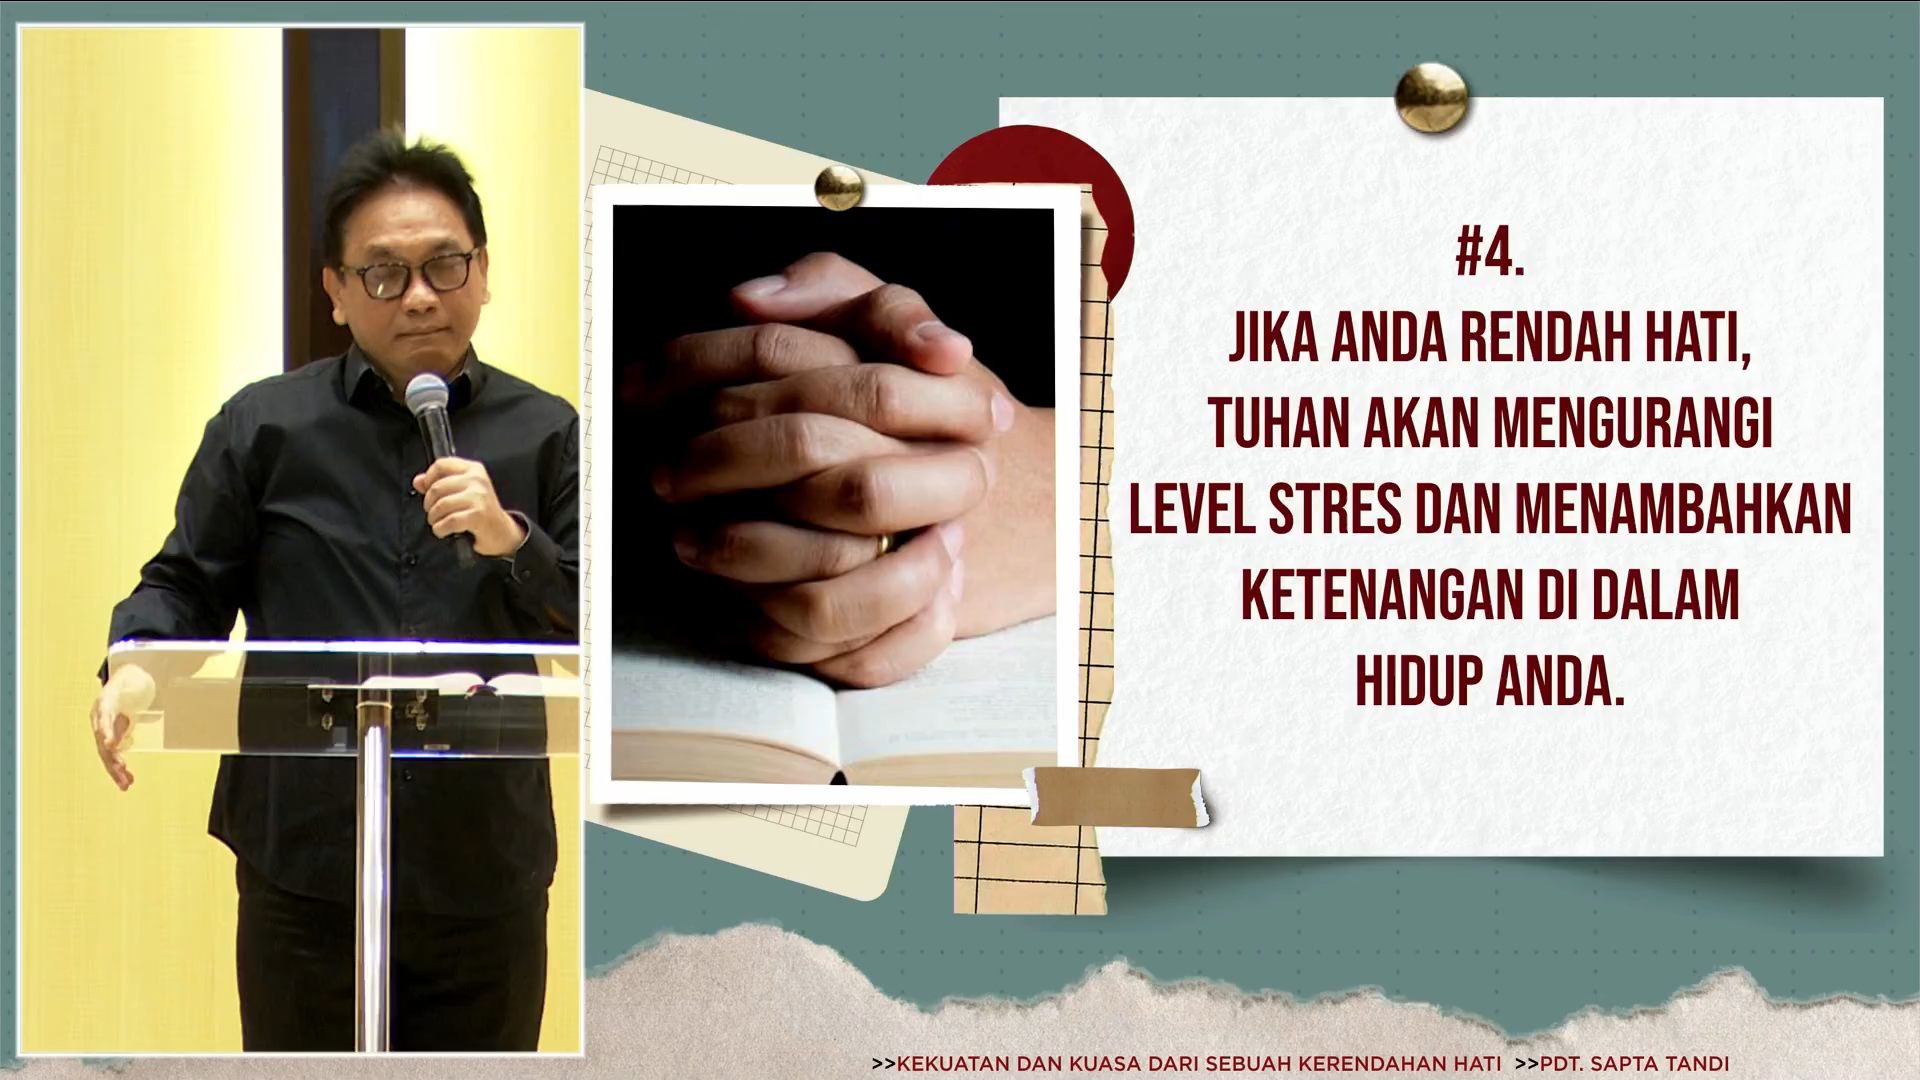 #4.
JIKA ANDA RENDAH HATI,
TUHAN AKAN MENGURANGI
LEVEL STRES DAN MENAMBAHKAN
KETENANGAN DI DALAM
HIDUP ANDA.
>>KEKUATAN DAN KUASA DARI SEBUAH KERENDAHAN HATI >>PDT. SAPTA TANDI